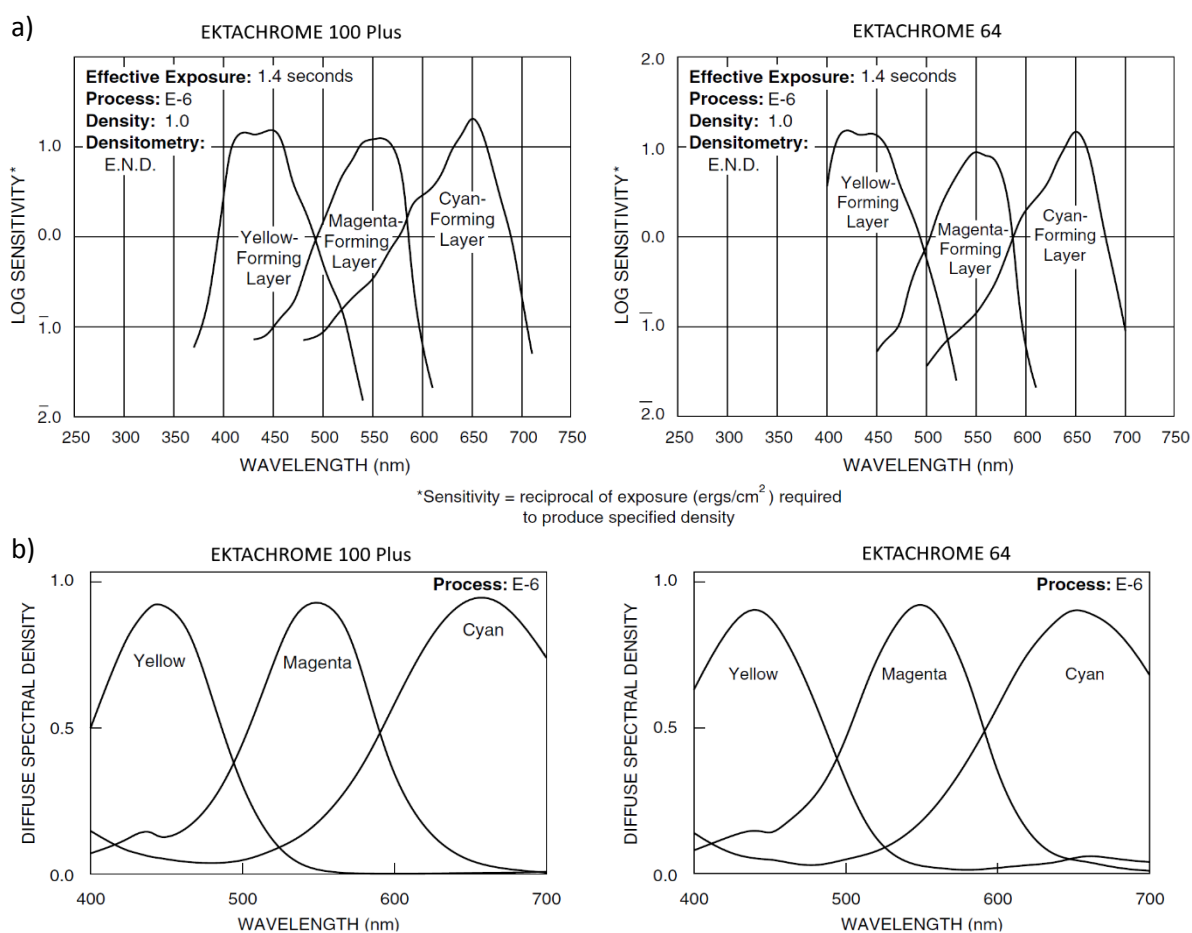 a)
EKTACHROME 100 Plus
Effective Exposure: 1.4 seconds
Process: E-6
Density: 1.0
Densitometry:
E.N.D.
1.0
0.0
1.0
2.0
LOG SENSITIVITY*
Yellow-
Forming
Layer
Magenta-
Forming
Layer
Cyan-
Forming
Layer
250 300 350 400 450 500 550 600 650 700 750
WAVELENGTH (nm)
EKTACHROME 64
Effective Exposure: 1.4 seconds
Process: E-6
Density: 1.0
Densitometry:
E.N.D.
2.0
1.0
0.0
1.0
2.0
LOG SENSITIVITY*
Yellow-
Forming
Layer
Magenta-
Forming
Layer
Cyan-
Forming
Layer
250 300 350 400 450 500 550 600 650 700 750
WAVELENGTH (nm)
*Sensitivity = reciprocal of exposure (ergs/cm²) required
to produce specified density
b)
EKTACHROME 100 Plus
Process: E-6
1.0
0.5
0.0
DIFFUSE SPECTRAL DENSITY
Yellow
Magenta
Cyan
400 500 600 700
WAVELENGTH (nm)
EKTACHROME 64
Process: E-6
1.0
0.5
0.0
DIFFUSE SPECTRAL DENSITY
Yellow
Magenta
Cyan
400 500 600 700
WAVELENGTH (nm)